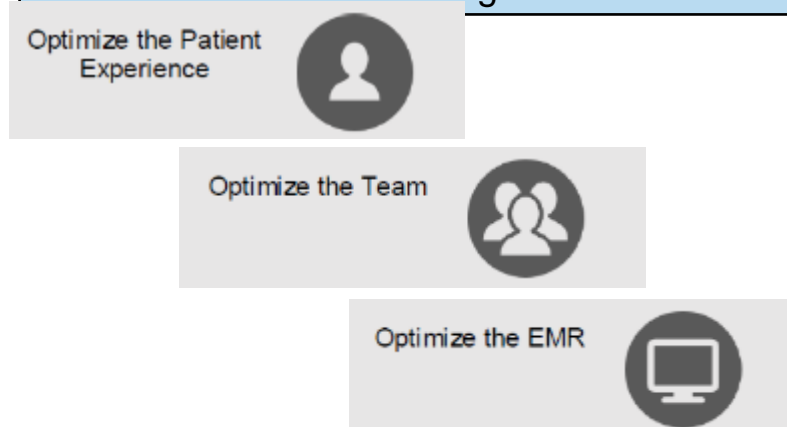 Optimize the Patient
Experience
Optimize the Team
Optimize the EMR